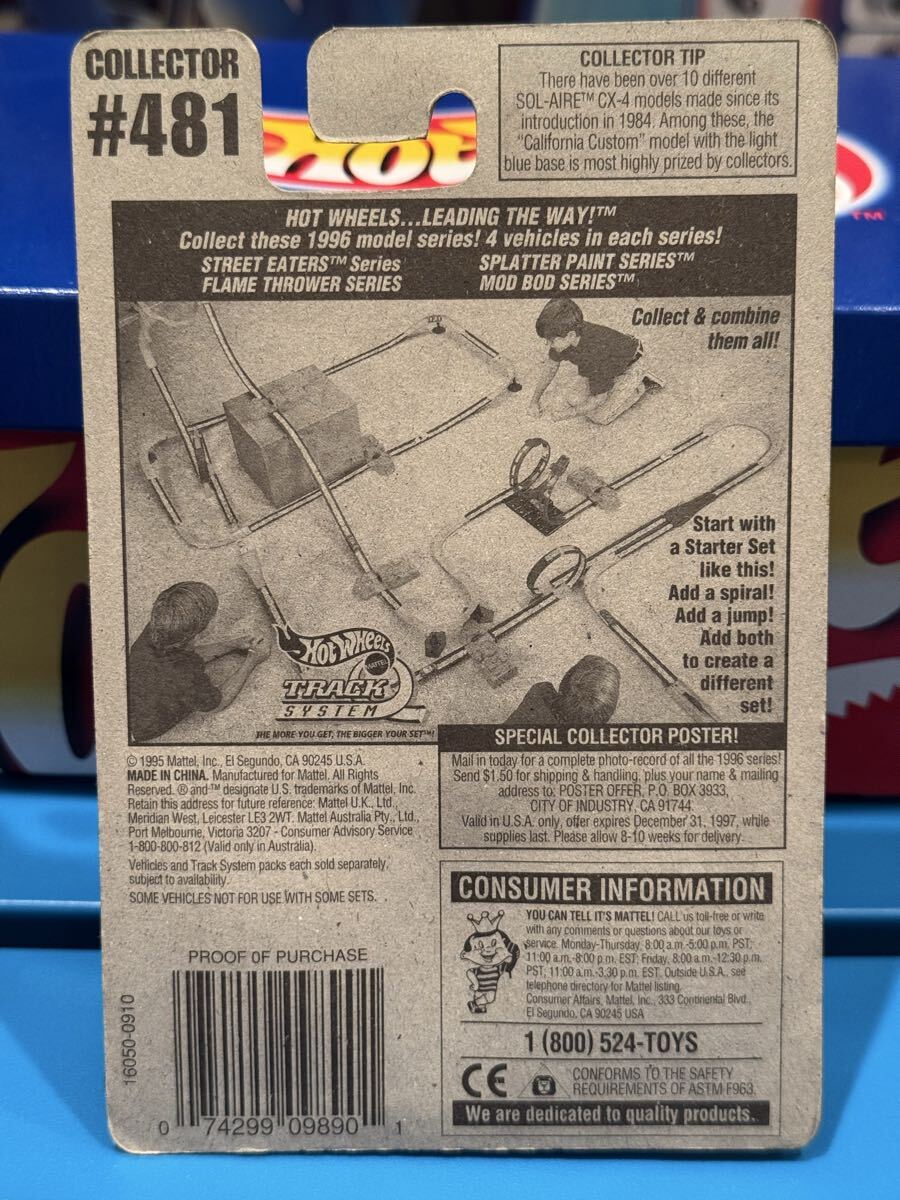 COLLECTOR
#481
COLLECTOR TIP
There have been over 10 different
SOL-AIRE™ CX-4 models made since its
introduction in 1984. Among these, the
"California Custom" model with the light
blue base is most highly prized by collectors.
Hot
TM
HOT WHEELS...LEADING THE WAY!™
Collect these 1996 model series! 4 vehicles in each series!
STREET EATERS™ Series
SPLATTER PAINT SERIES™
FLAME THROWER SERIES
MOD BOD SERIES™
Collect & combine
them all!
Start with
a Starter Set
like this!
Add a spiral!
Add a jump!
Add both
to create a
different
set!
HOT WHEELS
MATTEL
TRACK
SYSTEM
THE MORE YOU GET, THE BIGGER YOUR SET™!
© 1995 Mattel, Inc., El Segundo, CA 90245 U.S.A.
MADE IN CHINA. Manufactured for Mattel. All Rights
Reserved. ® and ™ designate U.S. trademarks of Mattel, Inc.
Retain this address for future reference: Mattel U.K., Ltd.,
Meridian West, Leicester LE3 2WT. Mattel Australia Pty., Ltd.,
Port Melbourne, Victoria 3207 - Consumer Advisory Service
1-800-800-812 (Valid only in Australia).
Vehicles and Track System packs each sold separately,
subject to availability.
SOME VEHICLES NOT FOR USE WITH SOME SETS.
SPECIAL COLLECTOR POSTER!
Mail in today for a complete photo-record of all the 1996 series!
Send $1.50 for shipping & handling, plus your name & mailing
address to: POSTER OFFER, P.O. BOX 3933,
CITY OF INDUSTRY, CA 91744.
Valid in U.S.A. only, offer expires December 31, 1997, while
supplies last. Please allow 8-10 weeks for delivery.
CONSUMER INFORMATION
YOU CAN TELL IT'S MATTEL! CALL us toll-free or write
with any comments or questions about our toys or
service. Monday-Thursday, 8:00 a.m.-5:00 p.m. PST;
11:00 a.m.-8:00 p.m. EST; Friday, 8:00 a.m.-12:30 p.m.
PST, 11:00 a.m.-3:30 p.m. EST. Outside U.S.A., see
telephone directory for Mattel listing.
Consumer Affairs, Mattel, Inc., 333 Continental Blvd.,
El Segundo, CA 90245 USA
1 (800) 524-TOYS
CE
CONFORMS TO THE SAFETY
REQUIREMENTS OF ASTM F963.
We are dedicated to quality products.
PROOF OF PURCHASE
16050-0910
0 74299 09890 1